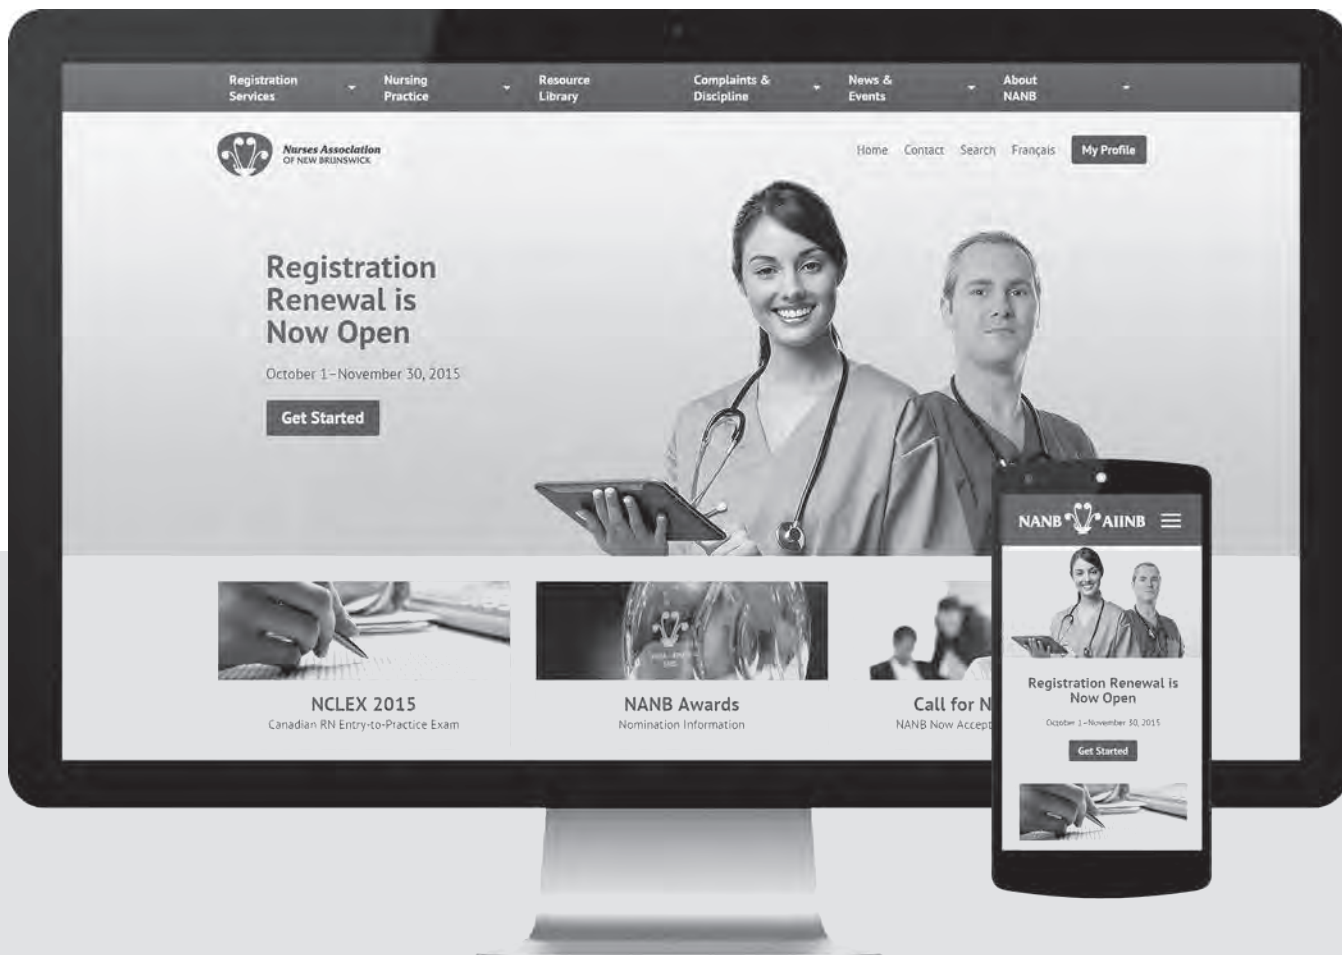 Registration
Services
Nursing
Practice
Resource
Library
Complaints &
Discipline
News &
Events
About
NANB
Nurses Association
OF NEW BRUNSWICK
Home Contact Search Français My Profile
Registration
Renewal is
Now Open
October 1–November 30, 2015
Get Started
NCLEX 2015
Canadian RN Entry-to-Practice Exam
NANB Awards
Nomination Information
Call for N
NANB Now Accept
NANB AIINB
Registration Renewal is
Now Open
October 1–November 30, 2015
Get Started